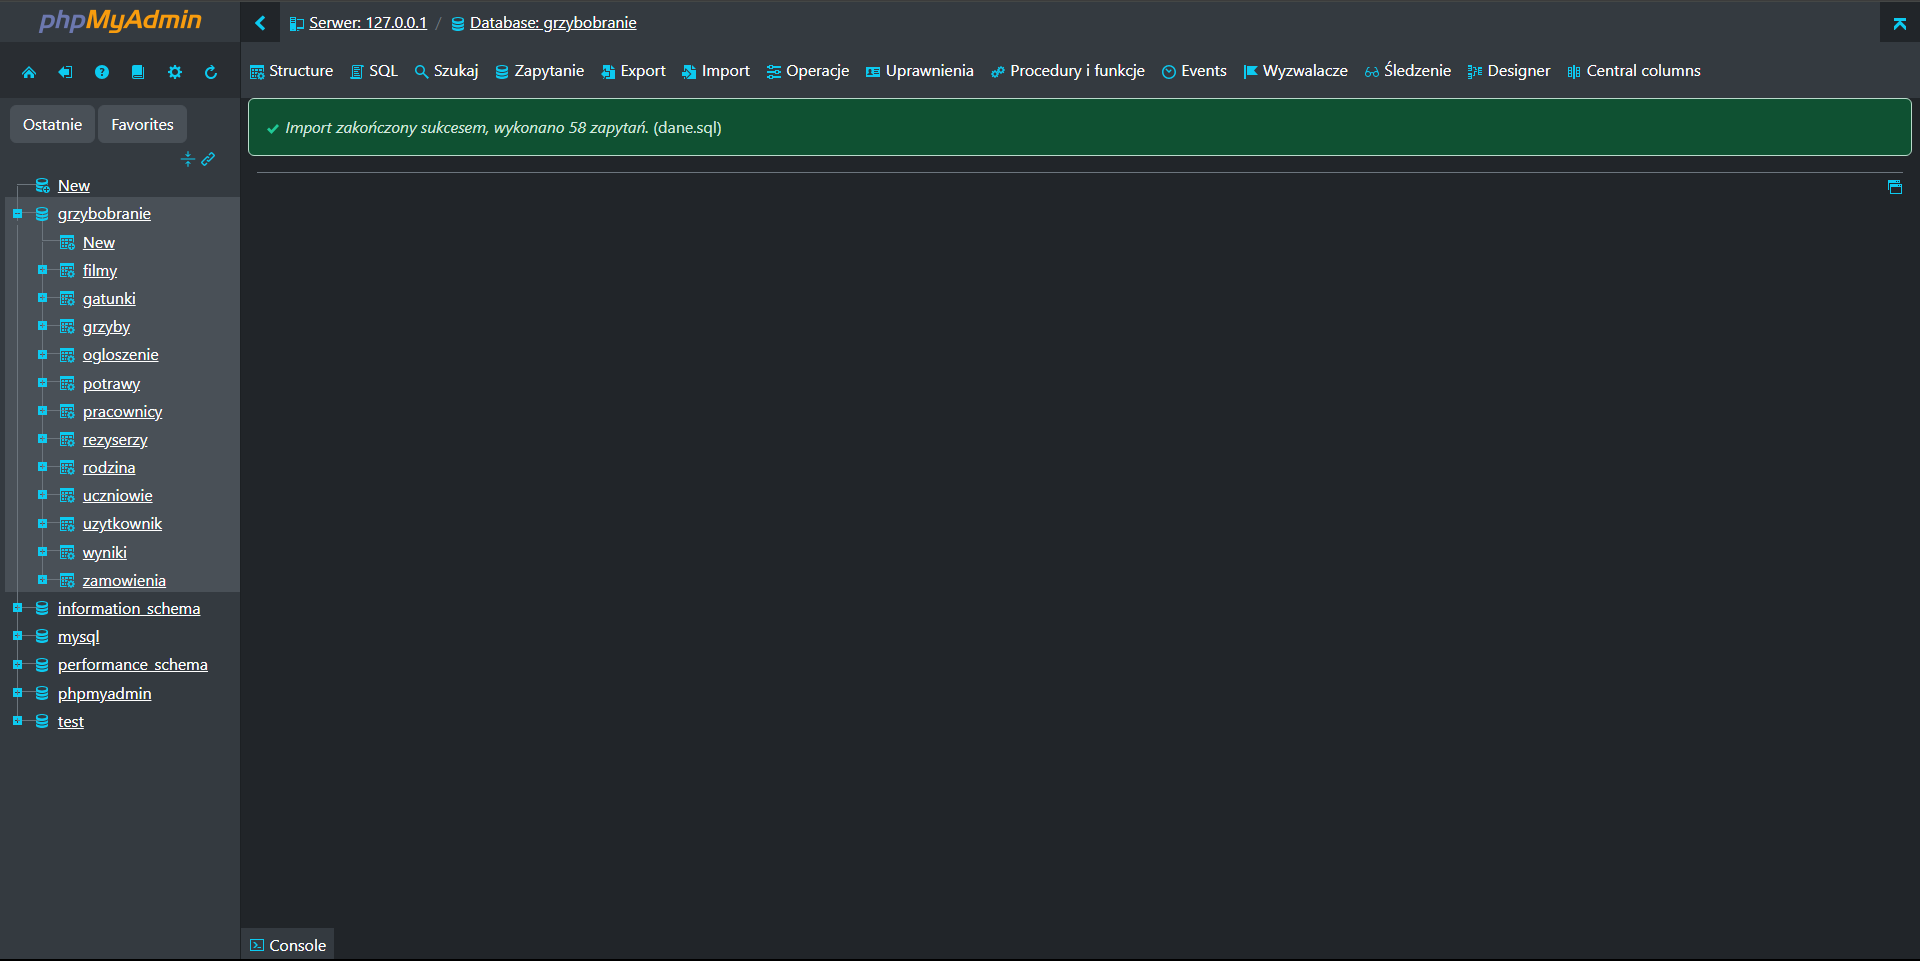 phpMyAdmin
Serwer: 127.0.0.1 / Database: grzybobranie
Structure SQL Szukaj Zapytanie Export Import Operacje Uprawnienia Procedury i funkcje Events Wyzwalacze Śledzenie Designer Central columns
Ostatnie Favorites
Import zakończony sukcesem, wykonano 58 zapytań. (dane.sql)
New
grzybobranie
New
filmy
gatunki
grzyby
ogloszenie
potrawy
pracownicy
rezyserzy
rodzina
uczniowie
uzytkownik
wyniki
zamowienia
information_schema
mysql
performance_schema
phpmyadmin
test
Console